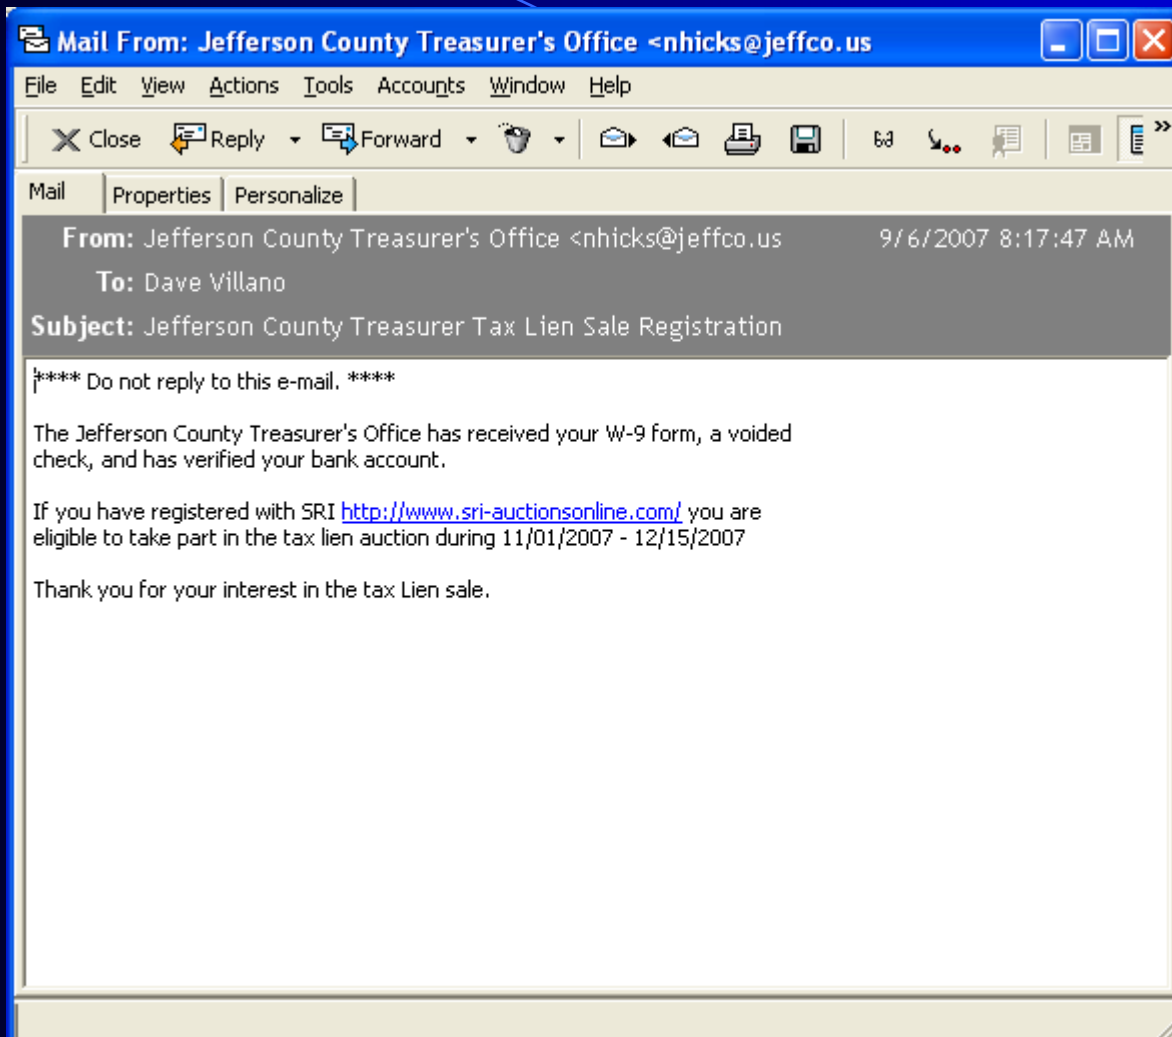 Mail From: Jefferson County Treasurer's Office <nhicks@jeffco.us
File Edit View Actions Tools Accounts Window Help
Close Reply Forward
Mail Properties Personalize
From: Jefferson County Treasurer's Office <nhicks@jeffco.us 9/6/2007 8:17:47 AM
To: Dave Villano
Subject: Jefferson County Treasurer Tax Lien Sale Registration
**** Do not reply to this e-mail. ****
The Jefferson County Treasurer's Office has received your W-9 form, a voided
check, and has verified your bank account.
If you have registered with SRI http://www.sri-auctionsonline.com/ you are
eligible to take part in the tax lien auction during 11/01/2007 - 12/15/2007
Thank you for your interest in the tax Lien sale.